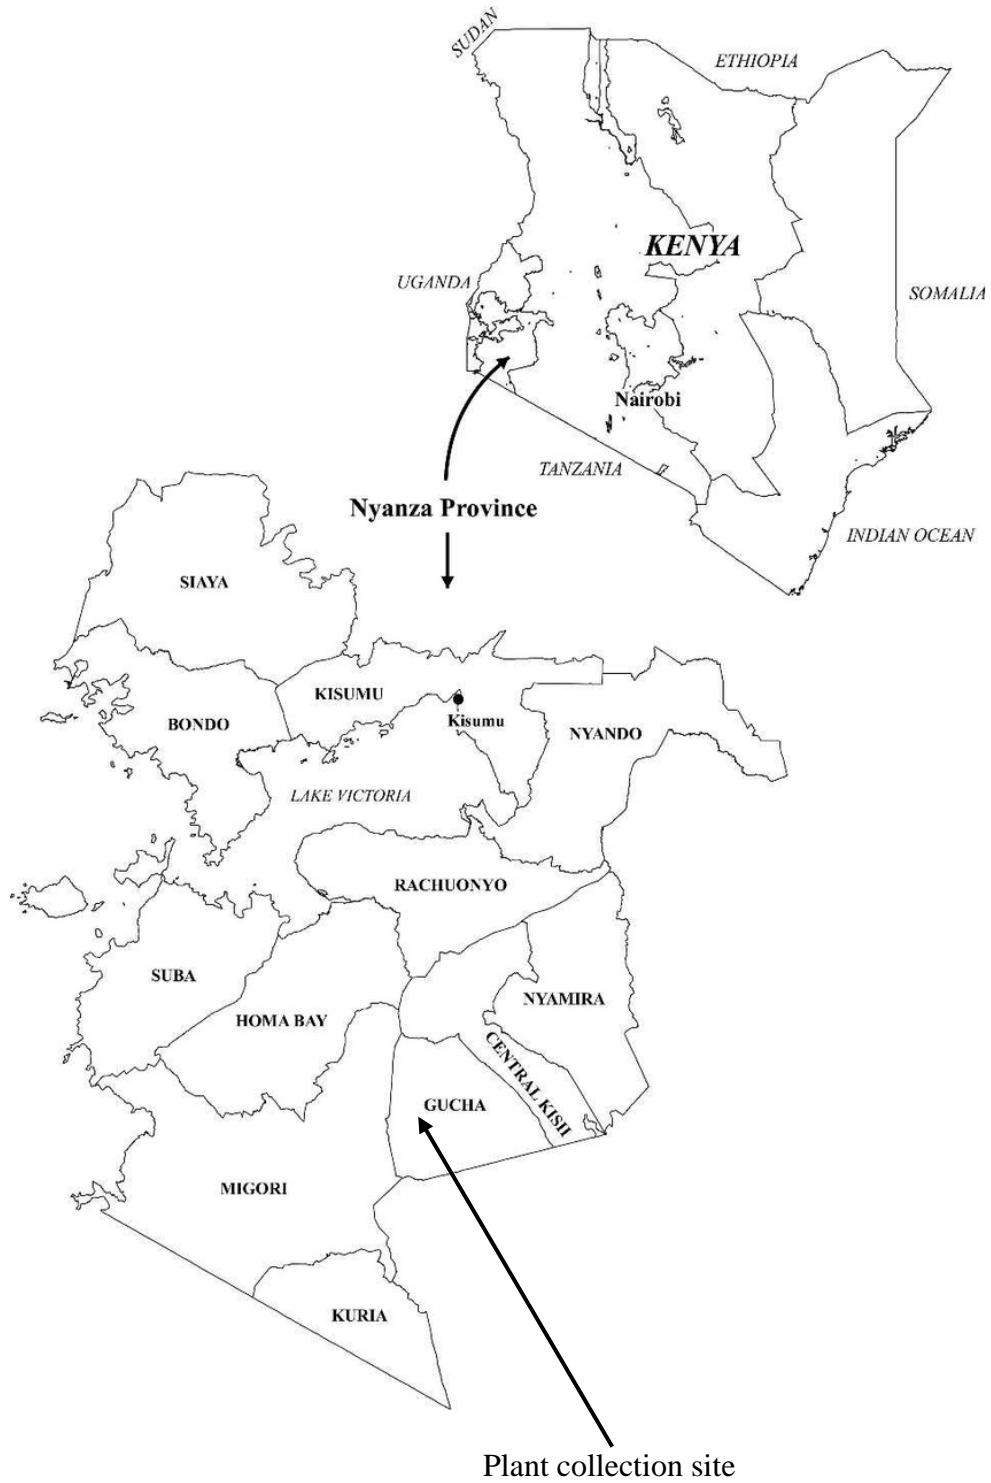 SUDAN
ETHIOPIA
KENYA
UGANDA
SOMALIA
Nairobi
TANZANIA
Nyanza Province
INDIAN OCEAN
SIAYA
KISUMU
Kisumu
BONDO
NYANDO
LAKE VICTORIA
RACHUONYO
SUBA
HOMA BAY
NYAMIRA
CENTRAL KISII
GUCHA
MIGORI
KURIA
Plant collection site